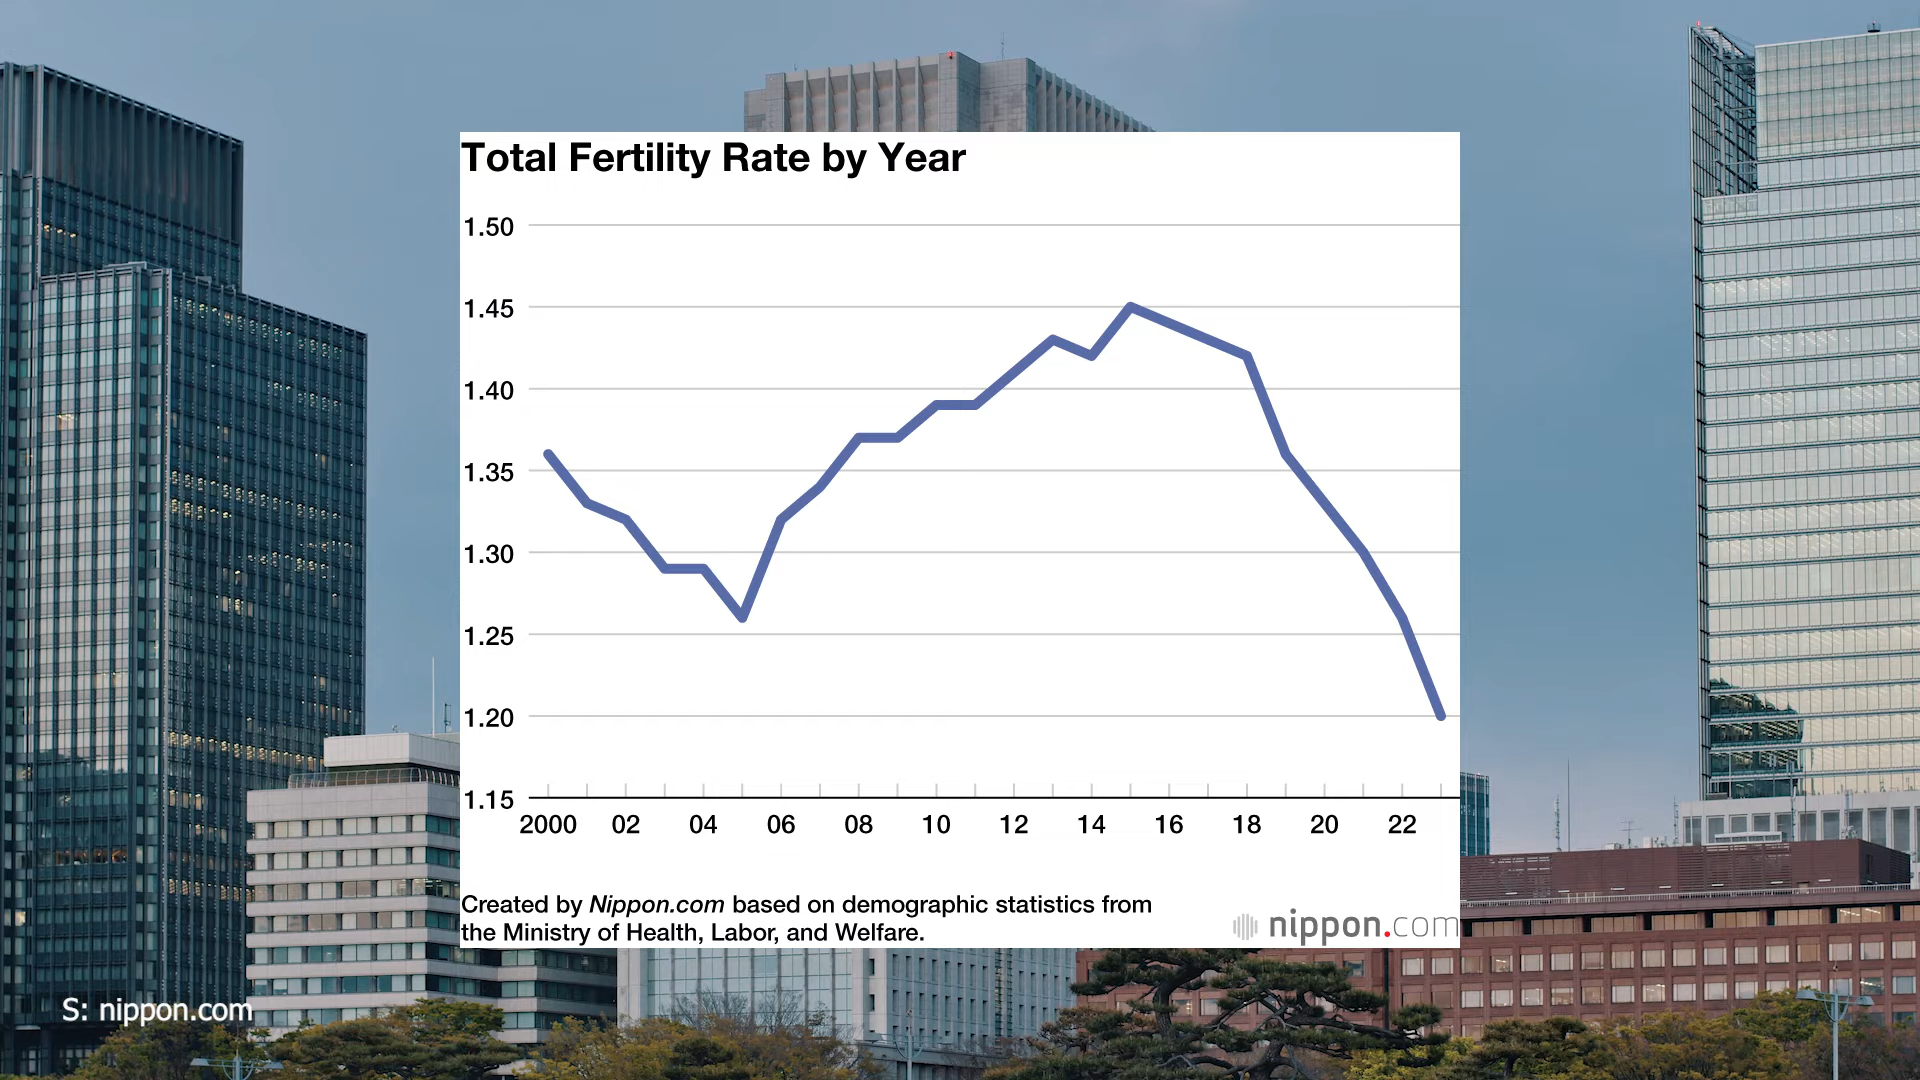 Total Fertility Rate by Year
1.50
1.45
1.40
1.35
1.30
1.25
1.20
1.15
2000 02 04 06 08 10 12 14 16 18 20 22
Created by Nippon.com based on demographic statistics from
the Ministry of Health, Labor, and Welfare.
nippon.com
S: nippon.com